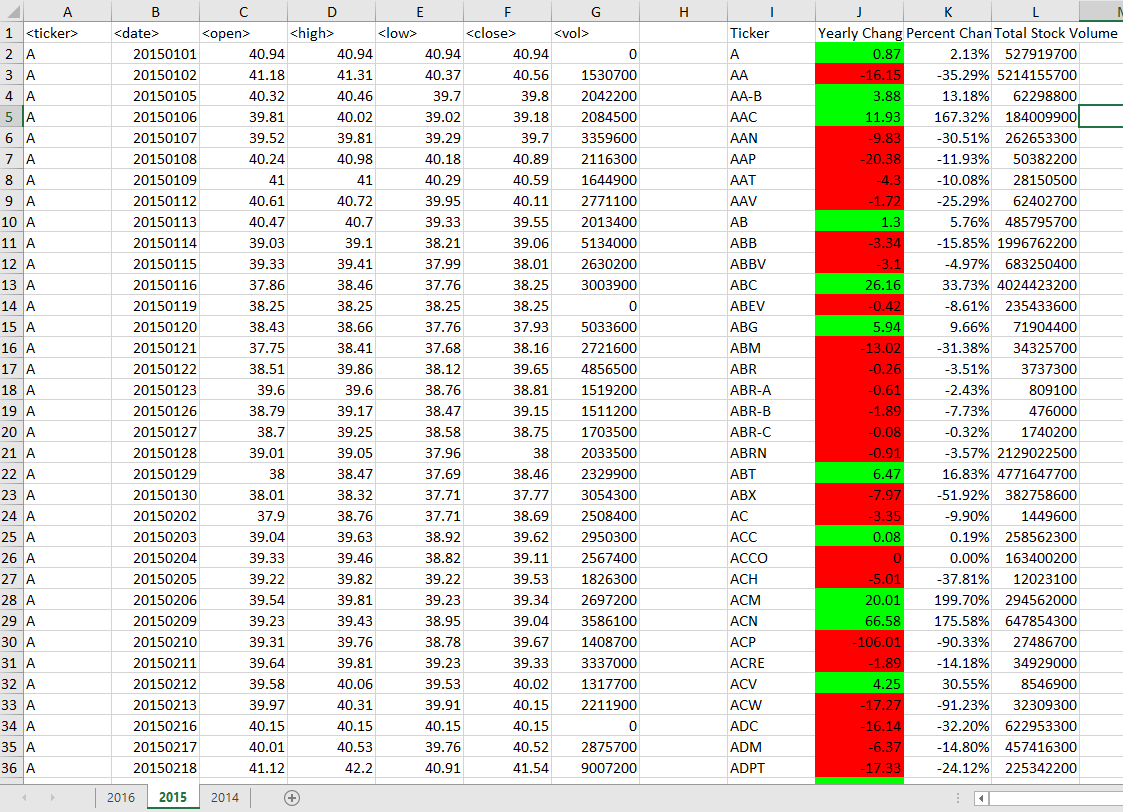 A B C D E F G H I J K L M
1 <ticker> <date> <open> <high> <low> <close> <vol> Ticker Yearly Chang Percent Chan Total Stock Volume
2 A 20150101 40.94 40.94 40.94 40.94 0 A 0.87 2.13% 527919700
3 A 20150102 41.18 41.31 40.37 40.56 1530700 AA -16.15 -35.29% 5214155700
4 A 20150105 40.32 40.46 39.7 39.8 2042200 AA-B 3.88 13.18% 62298800
5 A 20150106 39.81 40.02 39.02 39.18 2084500 AAC 11.93 167.32% 184009900
6 A 20150107 39.52 39.81 39.29 39.7 3359600 AAN -9.83 -30.51% 262653300
7 A 20150108 40.24 40.98 40.18 40.89 2116300 AAP -20.38 -11.93% 50382200
8 A 20150109 41 41 40.29 40.59 1644900 AAT -4.3 -10.08% 28150500
9 A 20150112 40.61 40.72 39.95 40.11 2771100 AAV -1.72 -25.29% 62402700
10 A 20150113 40.47 40.7 39.33 39.55 2013400 AB 1.3 5.76% 485795700
11 A 20150114 39.03 39.1 38.21 39.06 5134000 ABB -3.34 -15.85% 1996762200
12 A 20150115 39.33 39.41 37.99 38.01 2630200 ABBV -3.1 -4.97% 683250400
13 A 20150116 37.86 38.46 37.76 38.25 3003900 ABC 26.16 33.73% 4024423200
14 A 20150119 38.25 38.25 38.25 38.25 0 ABEV -0.42 -8.61% 235433600
15 A 20150120 38.43 38.66 37.76 37.93 5033600 ABG 5.94 9.66% 71904400
16 A 20150121 37.75 38.41 37.68 38.16 2721600 ABM -13.02 -31.38% 34325700
17 A 20150122 38.51 39.86 38.12 39.65 4856500 ABR -0.26 -3.51% 3737300
18 A 20150123 39.6 39.6 38.76 38.81 1519200 ABR-A -0.61 -2.43% 809100
19 A 20150126 38.79 39.17 38.47 39.15 1511200 ABR-B -1.89 -7.73% 476000
20 A 20150127 38.7 39.25 38.58 38.75 1703500 ABR-C -0.08 -0.32% 1740200
21 A 20150128 39.01 39.05 37.96 38 2033500 ABRN -0.91 -3.57% 2129022500
22 A 20150129 38 38.47 37.69 38.46 2329900 ABT 6.47 16.83% 4771647700
23 A 20150130 38.01 38.32 37.71 37.77 3054300 ABX -7.97 -51.92% 382758600
24 A 20150202 37.9 38.76 37.71 38.69 2508400 AC -3.35 -9.90% 1449600
25 A 20150203 39.04 39.63 38.92 39.62 2950300 ACC 0.08 0.19% 258562300
26 A 20150204 39.33 39.46 38.82 39.11 2567400 ACCO 0 0.00% 163400200
27 A 20150205 39.22 39.82 39.22 39.53 1826300 ACH -5.01 -37.81% 12023100
28 A 20150206 39.54 39.81 39.23 39.34 2697200 ACM 20.01 199.70% 294562000
29 A 20150209 39.23 39.43 38.95 39.04 3586100 ACN 66.58 175.58% 647854300
30 A 20150210 39.31 39.76 38.78 39.67 1408700 ACP -106.01 -90.33% 27486700
31 A 20150211 39.64 39.81 39.23 39.33 3337000 ACRE -1.89 -14.18% 34929000
32 A 20150212 39.58 40.06 39.53 40.02 1317700 ACV 4.25 30.55% 8546900
33 A 20150213 39.97 40.31 39.91 40.15 2211900 ACW -17.27 -91.23% 32309300
34 A 20150216 40.15 40.15 40.15 40.15 0 ADC -16.14 -32.20% 622953300
35 A 20150217 40.01 40.53 39.76 40.52 2875700 ADM -6.37 -14.80% 457416300
36 A 20150218 41.12 42.2 40.91 41.54 9007200 ADPT -17.33 -24.12% 225342200
2016 2015 2014